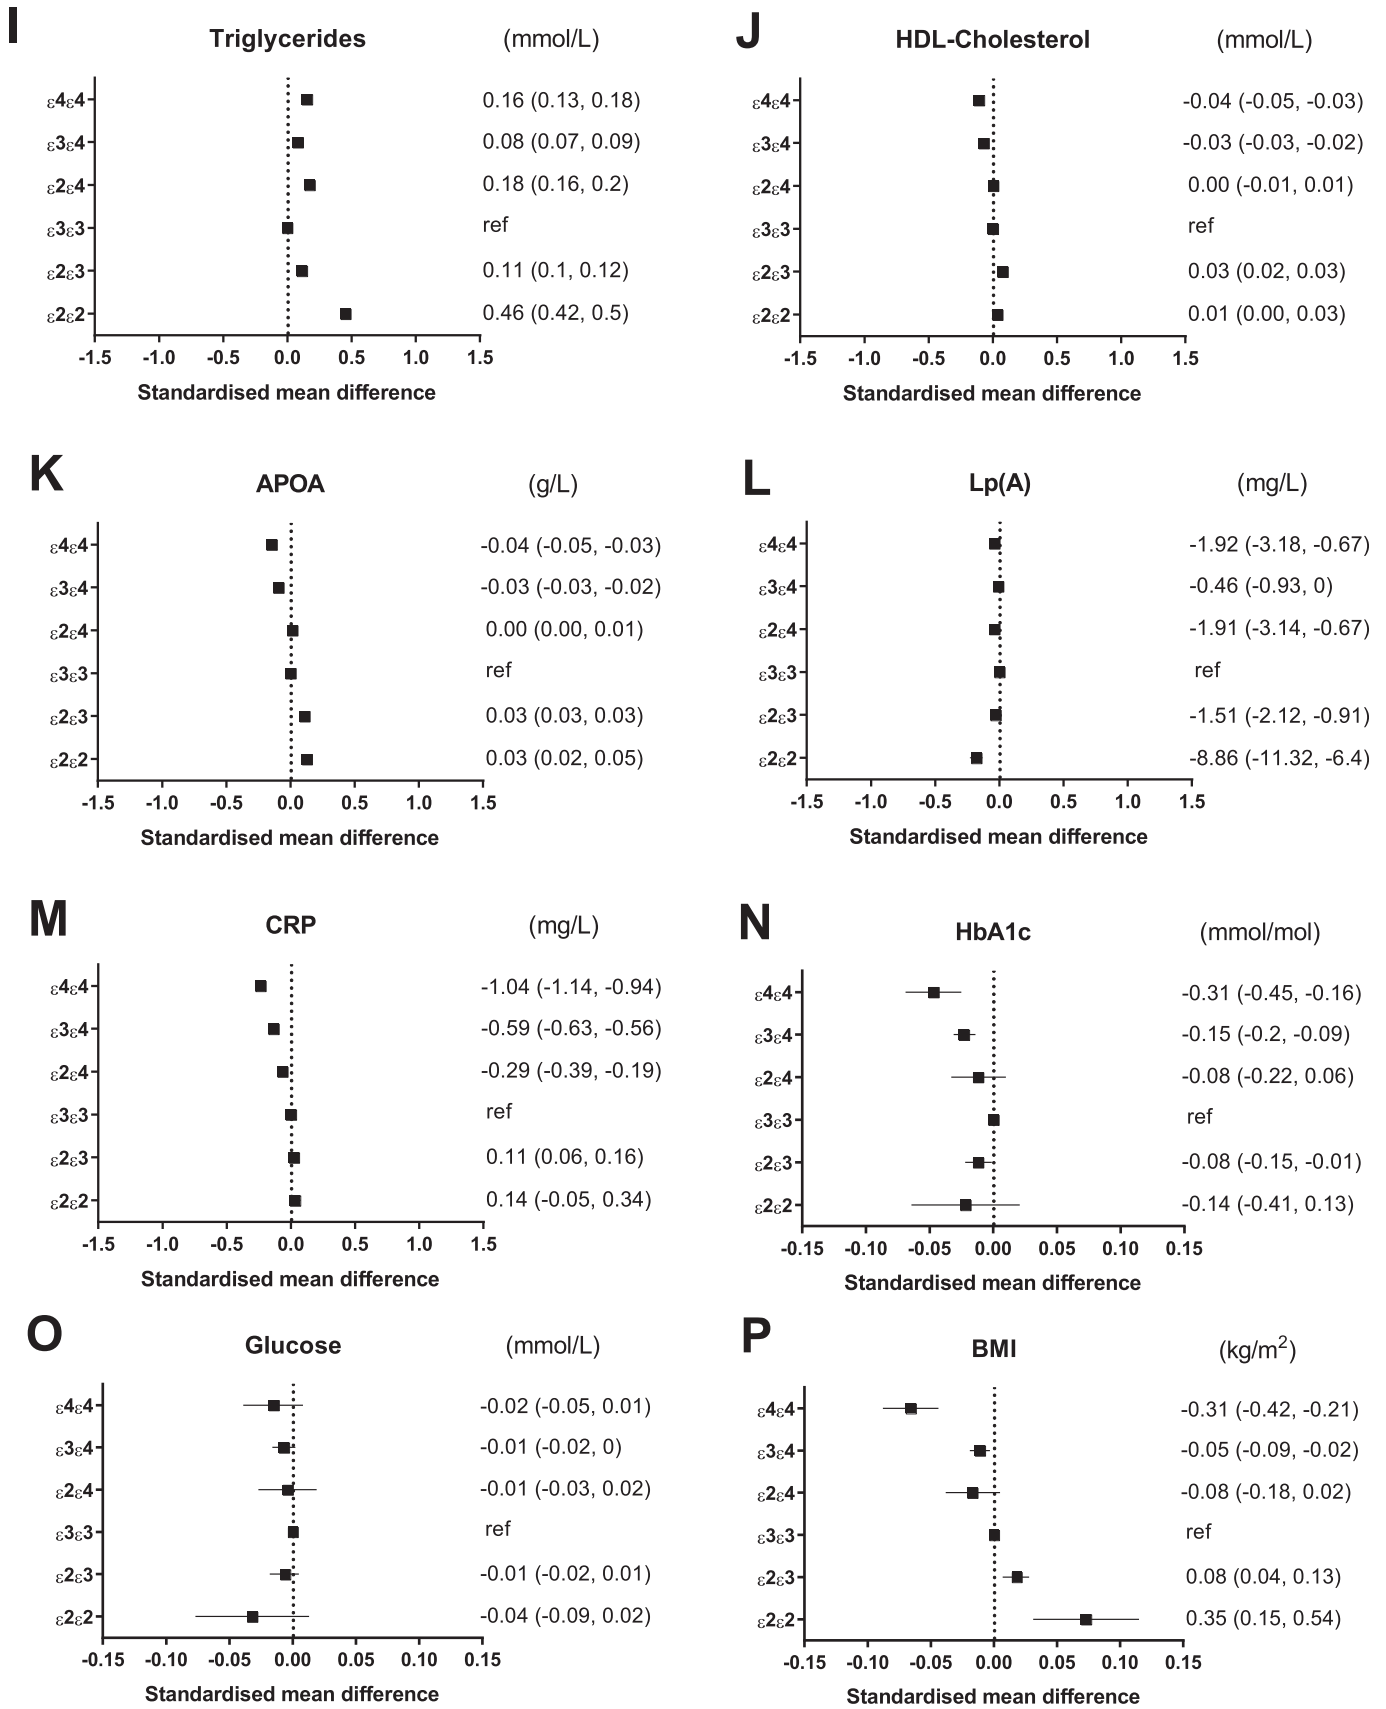 I
Triglycerides (mmol/L)
ε4ε4 0.16 (0.13, 0.18)
ε3ε4 0.08 (0.07, 0.09)
ε2ε4 0.18 (0.16, 0.2)
ε3ε3 ref
ε2ε3 0.11 (0.1, 0.12)
ε2ε2 0.46 (0.42, 0.5)
-1.5 -1.0 -0.5 0.0 0.5 1.0 1.5
Standardised mean difference
J
HDL-Cholesterol (mmol/L)
ε4ε4 -0.04 (-0.05, -0.03)
ε3ε4 -0.03 (-0.03, -0.02)
ε2ε4 0.00 (-0.01, 0.01)
ε3ε3 ref
ε2ε3 0.03 (0.02, 0.03)
ε2ε2 0.01 (0.00, 0.03)
-1.5 -1.0 -0.5 0.0 0.5 1.0 1.5
Standardised mean difference
K
APOA (g/L)
ε4ε4 -0.04 (-0.05, -0.03)
ε3ε4 -0.03 (-0.03, -0.02)
ε2ε4 0.00 (0.00, 0.01)
ε3ε3 ref
ε2ε3 0.03 (0.03, 0.03)
ε2ε2 0.03 (0.02, 0.05)
-1.5 -1.0 -0.5 0.0 0.5 1.0 1.5
Standardised mean difference
L
Lp(A) (mg/L)
ε4ε4 -1.92 (-3.18, -0.67)
ε3ε4 -0.46 (-0.93, 0)
ε2ε4 -1.91 (-3.14, -0.67)
ε3ε3 ref
ε2ε3 -1.51 (-2.12, -0.91)
ε2ε2 -8.86 (-11.32, -6.4)
-1.5 -1.0 -0.5 0.0 0.5 1.0 1.5
Standardised mean difference
M
CRP (mg/L)
ε4ε4 -1.04 (-1.14, -0.94)
ε3ε4 -0.59 (-0.63, -0.56)
ε2ε4 -0.29 (-0.39, -0.19)
ε3ε3 ref
ε2ε3 0.11 (0.06, 0.16)
ε2ε2 0.14 (-0.05, 0.34)
-1.5 -1.0 -0.5 0.0 0.5 1.0 1.5
Standardised mean difference
N
HbA1c (mmol/mol)
ε4ε4 -0.31 (-0.45, -0.16)
ε3ε4 -0.15 (-0.2, -0.09)
ε2ε4 -0.08 (-0.22, 0.06)
ε3ε3 ref
ε2ε3 -0.08 (-0.15, -0.01)
ε2ε2 -0.14 (-0.41, 0.13)
-0.15 -0.10 -0.05 0.00 0.05 0.10 0.15
Standardised mean difference
O
Glucose (mmol/L)
ε4ε4 -0.02 (-0.05, 0.01)
ε3ε4 -0.01 (-0.02, 0)
ε2ε4 -0.01 (-0.03, 0.02)
ε3ε3 ref
ε2ε3 -0.01 (-0.02, 0.01)
ε2ε2 -0.04 (-0.09, 0.02)
-0.15 -0.10 -0.05 0.00 0.05 0.10 0.15
Standardised mean difference
P
BMI (kg/m²)
ε4ε4 -0.31 (-0.42, -0.21)
ε3ε4 -0.05 (-0.09, -0.02)
ε2ε4 -0.08 (-0.18, 0.02)
ε3ε3 ref
ε2ε3 0.08 (0.04, 0.13)
ε2ε2 0.35 (0.15, 0.54)
-0.15 -0.10 -0.05 0.00 0.05 0.10 0.15
Standardised mean difference